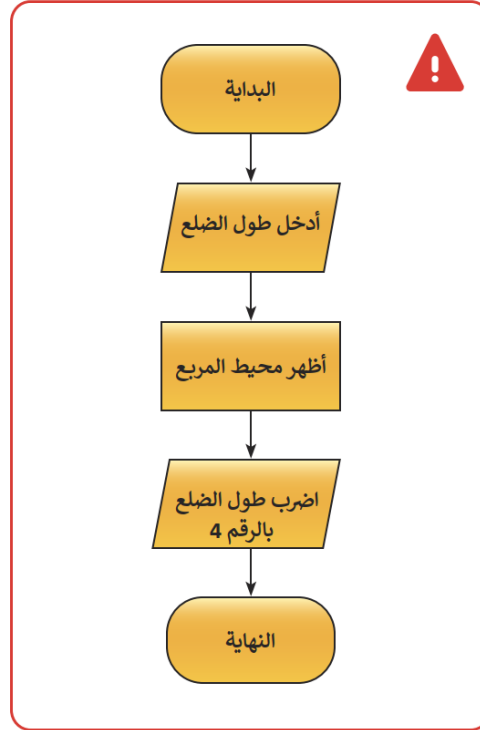 البداية
أدخل طول الضلع
أظهر محيط المربع
اضرب طول الضلع
بالرقم 4
النهاية